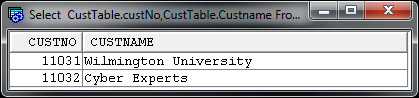 Select CustTable.custNo,CustTable.Custname Fro...
CUSTNO CUSTNAME
11031 Wilmington University
11032 Cyber Experts